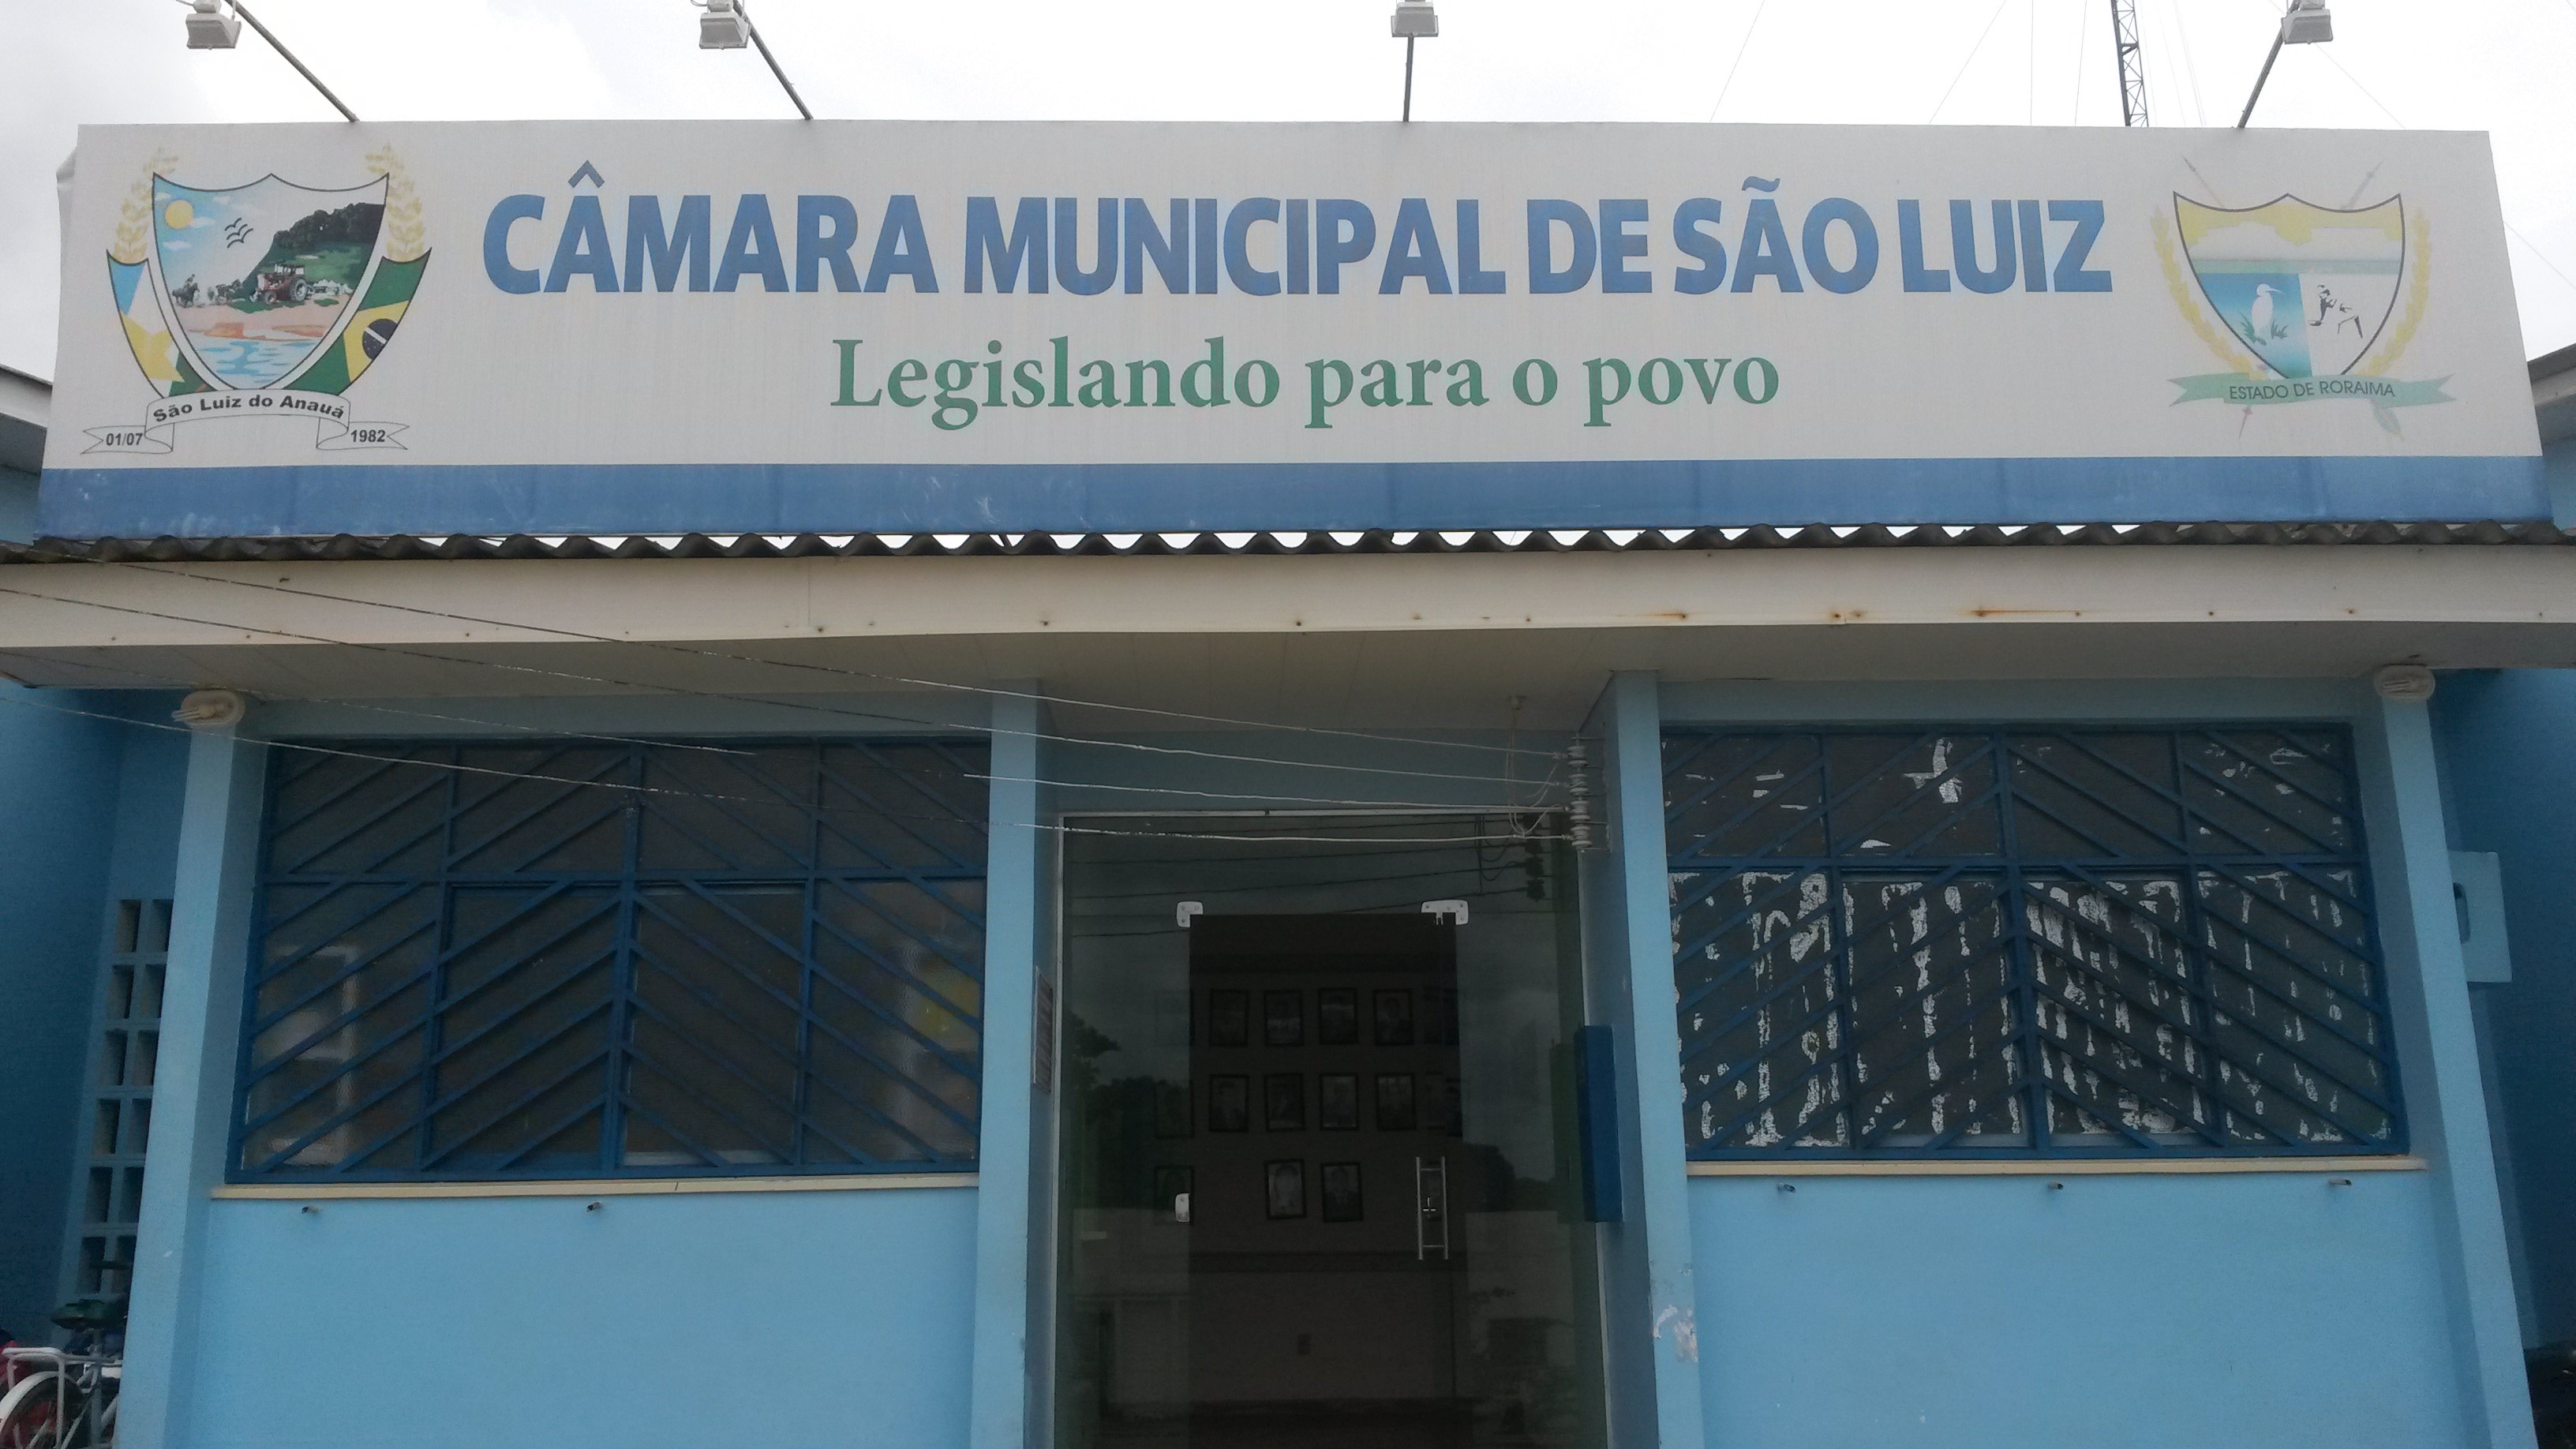 CÂMARA MUNICIPAL DE SÃO LUIZ
Legislando para o povo
São Luiz do Anauá
01/07 1982
ESTADO DE RORAIMA